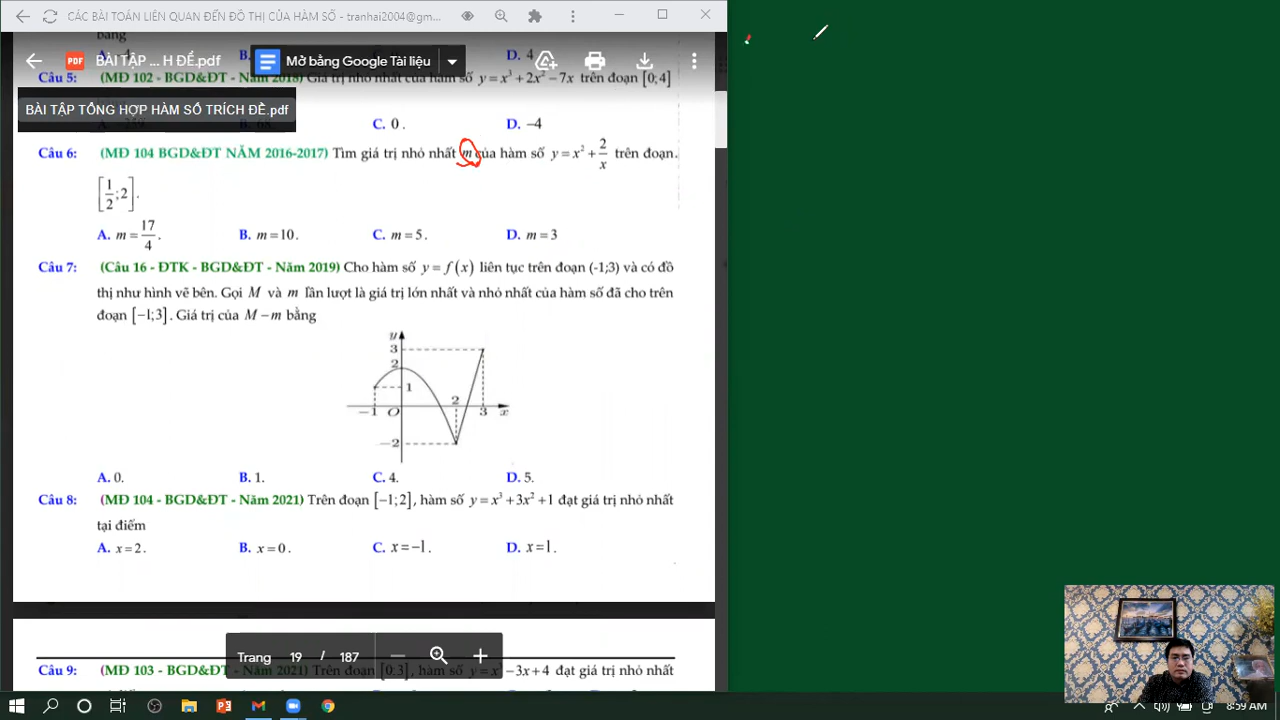 CÁC BÀI TOÁN LIÊN QUAN ĐẾN ĐỒ THỊ CỦA HÀM SỐ - tranhai2004@gm...
bằng
D. 4
BÀI TẬP ... H ĐỀ.pdf
Mở bằng Google Tài liệu
Câu 5: (MĐ 102 - BGD&ĐT - Năm 2018) Giá trị nhỏ nhất của hàm số y = x³ + 2x² − 7x trên đoạn [0;4]
BÀI TẬP TỔNG HỢP HÀM SỐ TRÍCH ĐỀ.pdf
C. 0 . D. −4
Câu 6: (MĐ 104 BGD&ĐT NĂM 2016-2017) Tìm giá trị nhỏ nhất m của hàm số y = x² + 2/x trên đoạn.
[1/2;2].
A. m = 17/4. B. m = 10. C. m = 5. D. m = 3
Câu 7: (Câu 16 - ĐTK - BGD&ĐT - Năm 2019) Cho hàm số y = f(x) liên tục trên đoạn (-1;3) và có đồ
thị như hình vẽ bên. Gọi M và m lần lượt là giá trị lớn nhất và nhỏ nhất của hàm số đã cho trên
đoạn [−1;3]. Giá trị của M − m bằng
y
3
2
1
2
−1 O 3 x
−2
A. 0. B. 1. C. 4. D. 5.
Câu 8: (MĐ 104 - BGD&ĐT - Năm 2021) Trên đoạn [−1;2], hàm số y = x³ + 3x² + 1 đạt giá trị nhỏ nhất
tại điểm
A. x = 2. B. x = 0. C. x = −1. D. x = 1.
Trang 19 / 187
Câu 9: (MĐ 103 - BGD&ĐT - Năm 2021) Trên đoạn [0;3], hàm số y = x³ − 3x + 4 đạt giá trị nhỏ nhất
8:59 AM